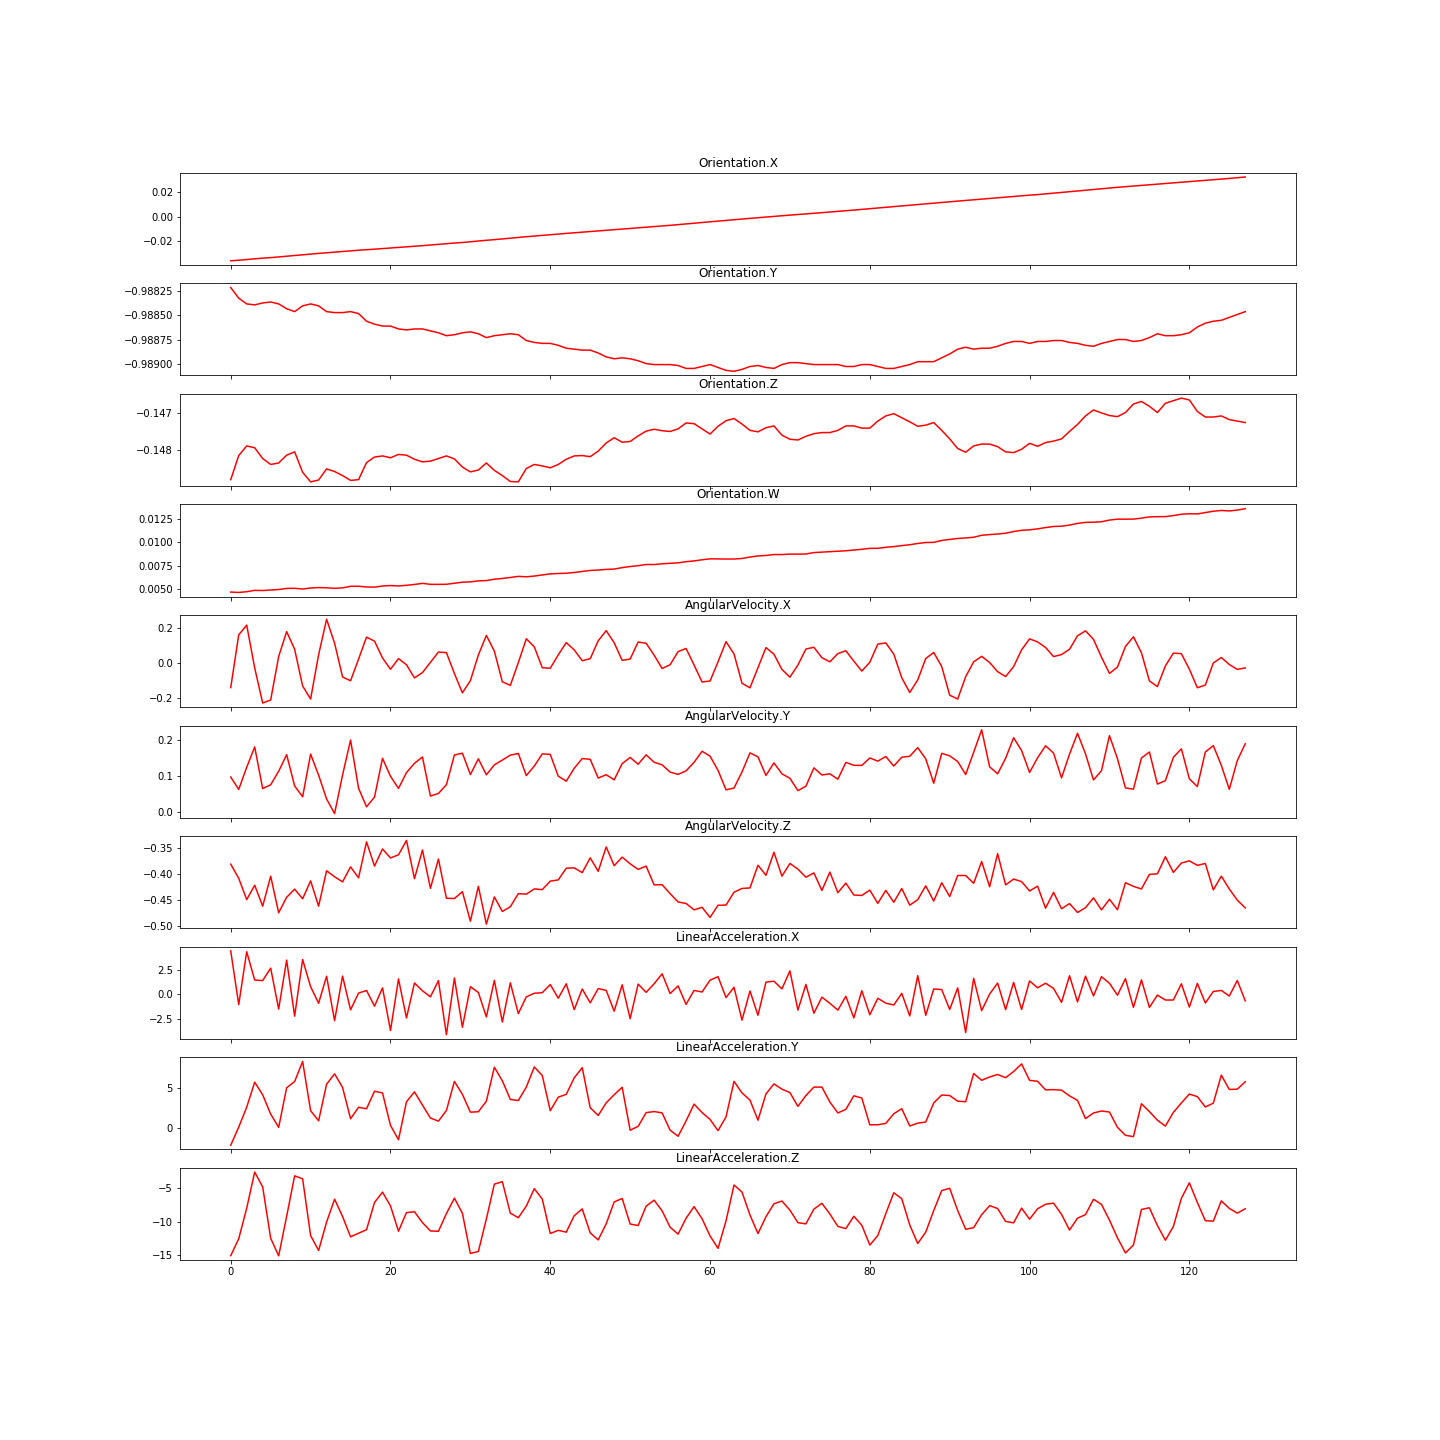 Orientation.X
0.02
0.00
−0.02
Orientation.Y
−0.98825
−0.98850
−0.98875
−0.98900
Orientation.Z
−0.147
−0.148
Orientation.W
0.0125
0.0100
0.0075
0.0050
AngularVelocity.X
0.2
0.0
−0.2
AngularVelocity.Y
0.2
0.1
0.0
AngularVelocity.Z
−0.35
−0.40
−0.45
−0.50
LinearAcceleration.X
2.5
0.0
−2.5
LinearAcceleration.Y
5
0
LinearAcceleration.Z
−5
−10
−15
0 20 40 60 80 100 120